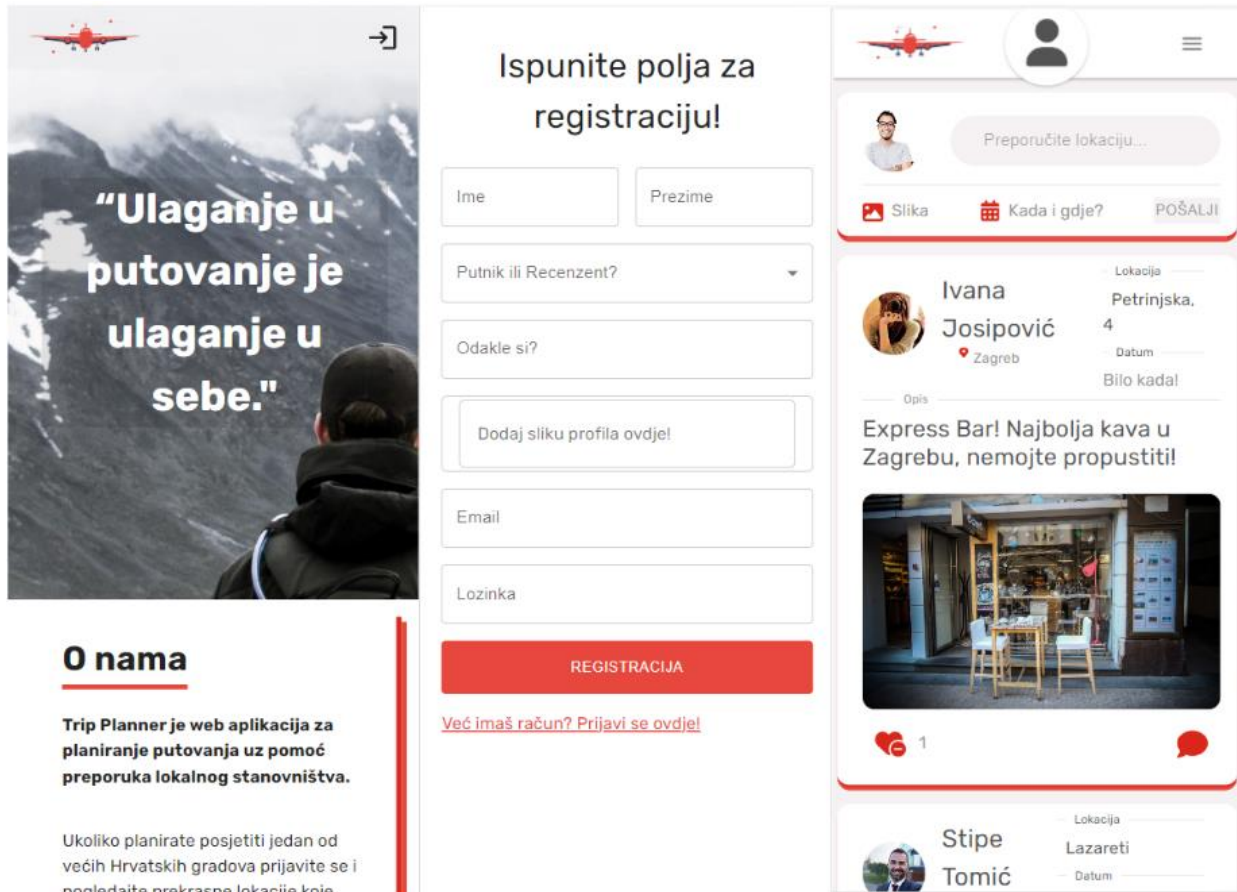 “Ulaganje u
putovanje je
ulaganje u
sebe."
O nama
Trip Planner je web aplikacija za
planiranje putovanja uz pomoć
preporuka lokalnog stanovništva.
Ukoliko planirate posjetiti jedan od
većih Hrvatskih gradova prijavite se i
pogledajte prekrasne lokacije koje
Ispunite polja za
registraciju!
Ime
Prezime
Putnik ili Recenzent?
Odakle si?
Dodaj sliku profila ovdje!
Email
Lozinka
REGISTRACIJA
Već imaš račun? Prijavi se ovdje!
Preporučite lokaciju...
Slika
Kada i gdje?
POŠALJI
Ivana
Josipović
Zagreb
Lokacija
Petrinjska,
4
Datum
Bilo kada!
Opis
Express Bar! Najbolja kava u
Zagrebu, nemojte propustiti!
1
Stipe
Tomić
Lokacija
Lazareti
Datum